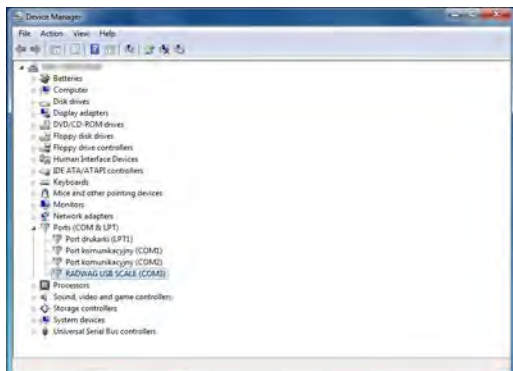 Device Manager
File Action View Help
Batteries
Computer
Disk drives
Display adapters
DVD/CD-ROM drives
Floppy disk drives
Floppy drive controllers
Human Interface Devices
IDE ATA/ATAPI controllers
Keyboards
Mice and other pointing devices
Monitors
Network adapters
Ports (COM & LPT)
Port drukarki (LPT1)
Port komunikacyjny (COM1)
Port komunikacyjny (COM2)
RADWAG USB SCALE (COM3)
Processors
Sound, video and game controllers
Storage controllers
System devices
Universal Serial Bus controllers